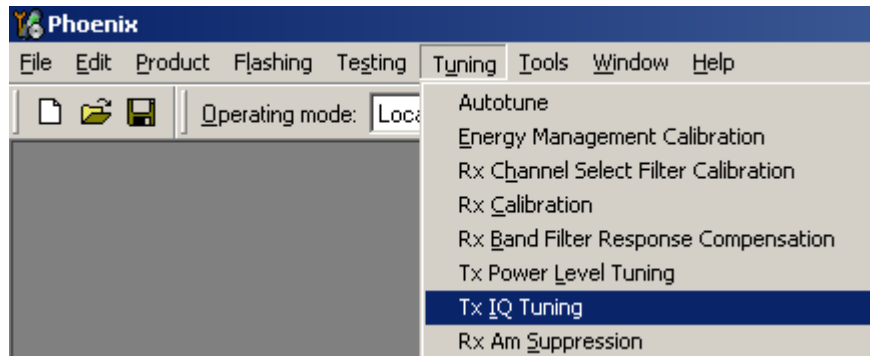 Phoenix
File Edit Product Flashing Testing Tuning Tools Window Help
Operating mode:
Autotune
Energy Management Calibration
Rx Channel Select Filter Calibration
Rx Calibration
Rx Band Filter Response Compensation
Tx Power Level Tuning
Tx IQ Tuning
Rx Am Suppression